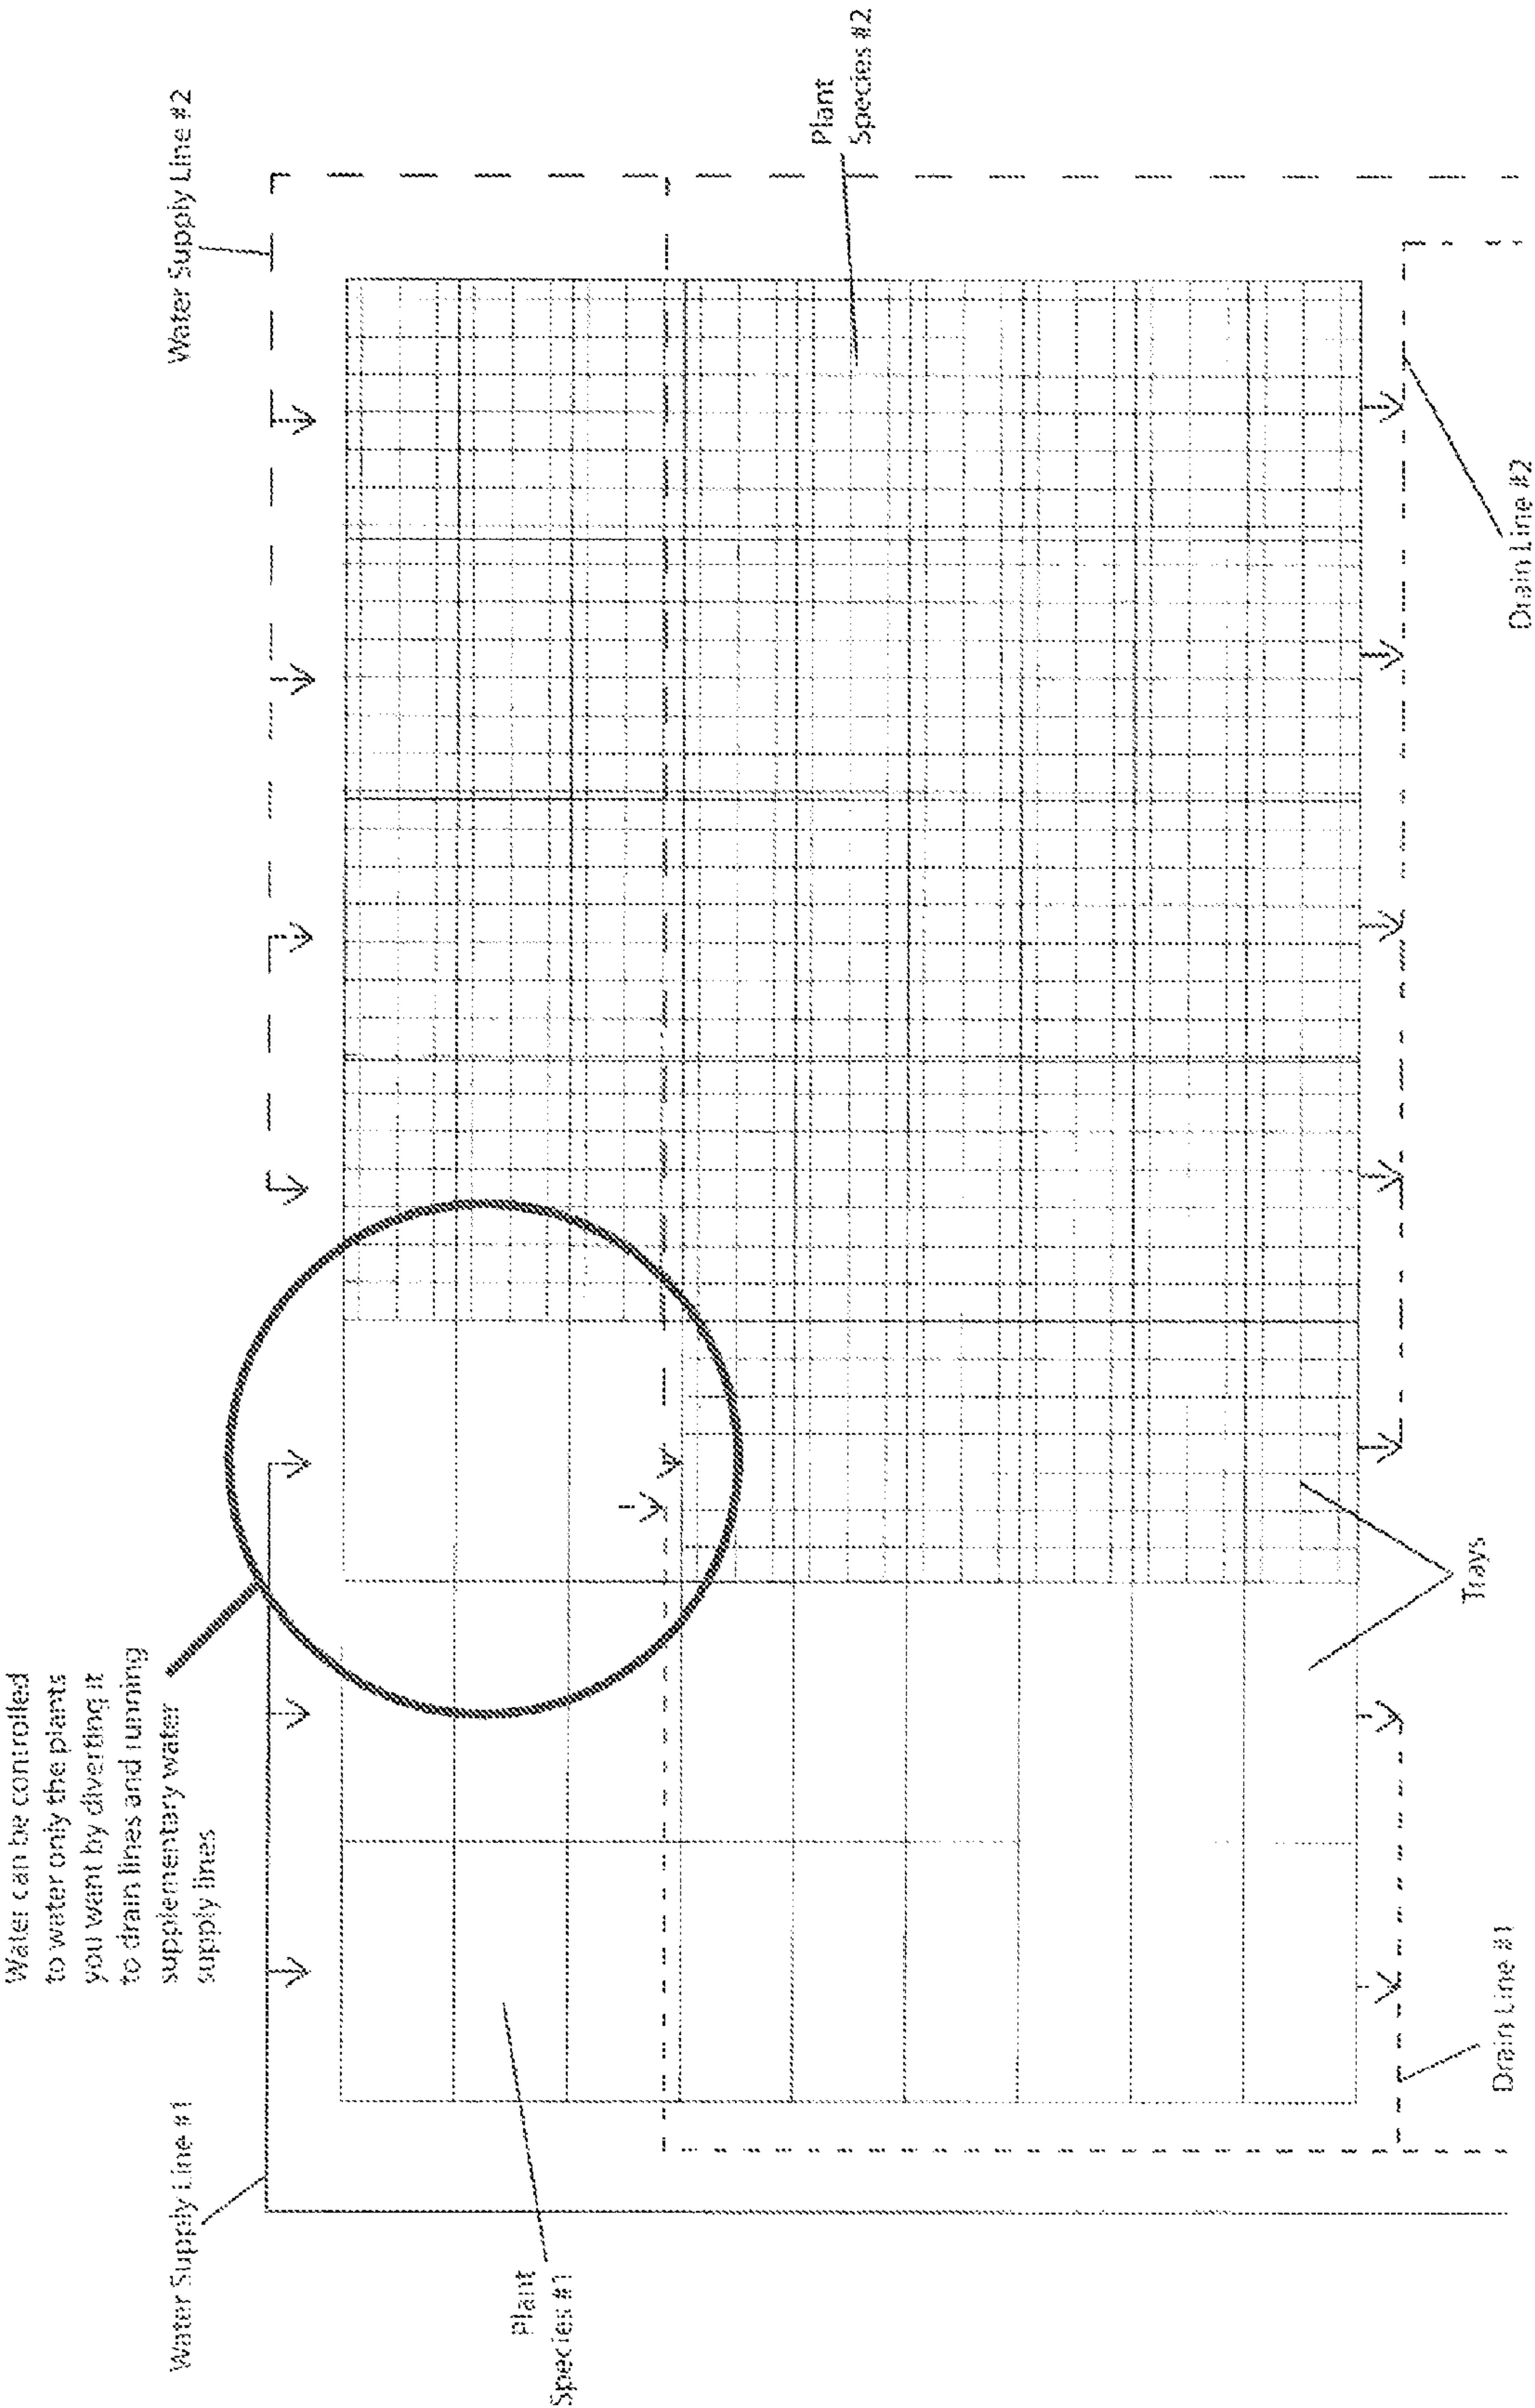 Water can be controlled
to water only the plants
you want by diverting it
to drain lines and running
supplementary water
supply lines
Water Supply Line #1
Water Supply Line #2
Plant
Species #1
Plant
Species #2
Trays
Drain Line #1
Drain Line #2